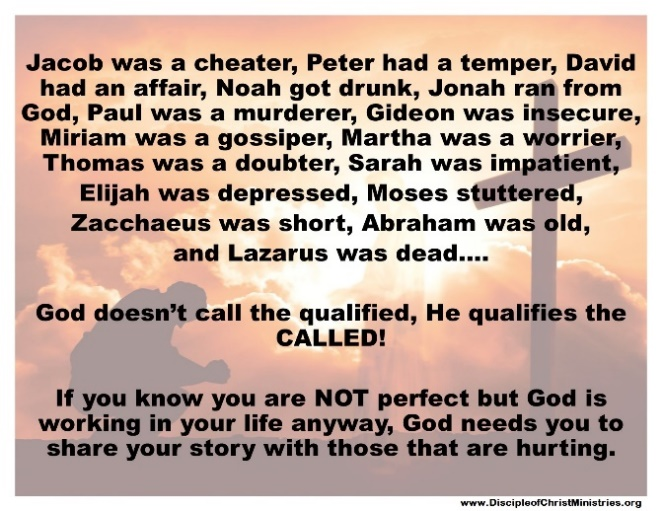 Jacob was a cheater, Peter had a temper, David
had an affair, Noah got drunk, Jonah ran from
God, Paul was a murderer, Gideon was insecure,
Miriam was a gossiper, Martha was a worrier,
Thomas was a doubter, Sarah was impatient,
Elijah was depressed, Moses stuttered,
Zacchaeus was short, Abraham was old,
and Lazarus was dead....
God doesn’t call the qualified, He qualifies the
CALLED!
If you know you are NOT perfect but God is
working in your life anyway, God needs you to
share your story with those that are hurting.
www.DiscipleofChristMinistries.org